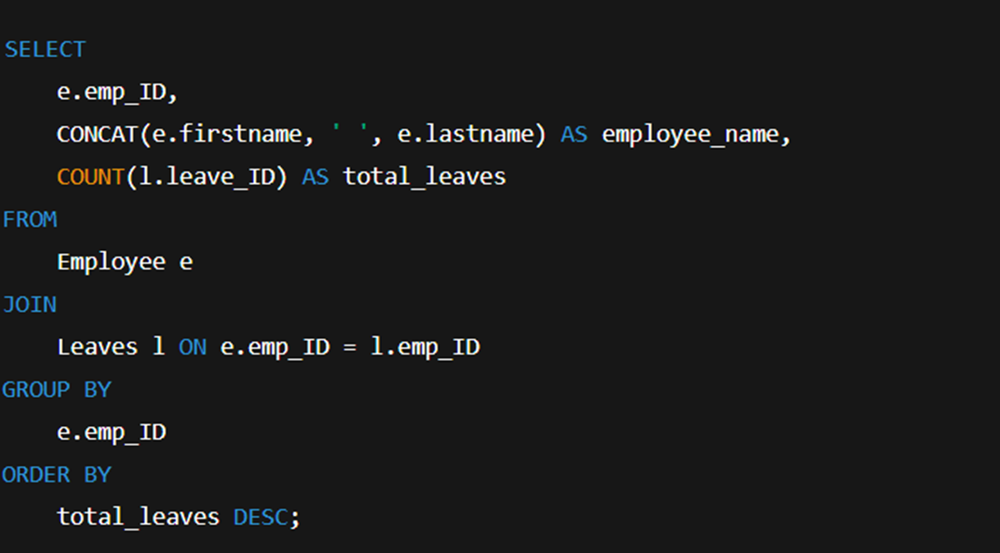 SELECT
    e.emp_ID,
    CONCAT(e.firstname, ' ', e.lastname) AS employee_name,
    COUNT(l.leave_ID) AS total_leaves
FROM
    Employee e
JOIN
    Leaves l ON e.emp_ID = l.emp_ID
GROUP BY
    e.emp_ID
ORDER BY
    total_leaves DESC;